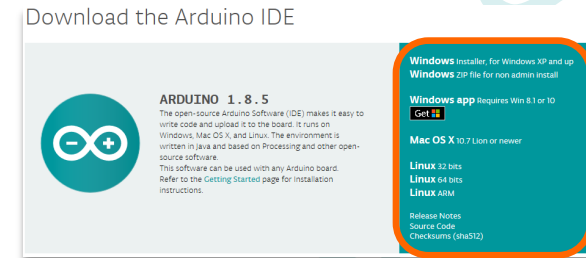 Download the Arduino IDE
ARDUINO 1.8.5
The open-source Arduino Software (IDE) makes it easy to
write code and upload it to the board. It runs on
Windows, Mac OS X, and Linux. The environment is
written in Java and based on Processing and other open-
source software.
This software can be used with any Arduino board.
Refer to the Getting Started page for Installation
instructions.
Windows Installer, for Windows XP and up
Windows ZIP file for non admin install
Windows app Requires Win 8.1 or 10
Get
Mac OS X 10.7 Lion or newer
Linux 32 bits
Linux 64 bits
Linux ARM
Release Notes
Source Code
Checksums (sha512)